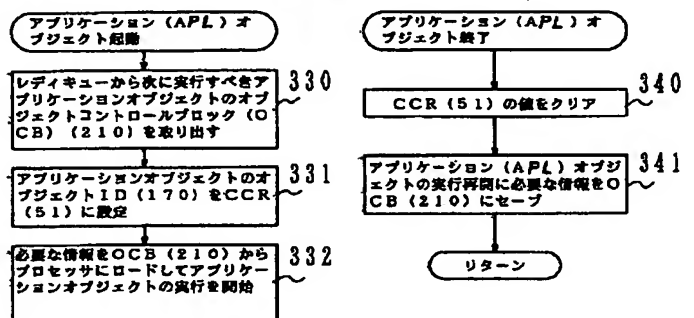 アプリケーション(APL)オ
ブジェクト起動
レディキューから次に実行すべきア
プリケーションオブジェクトのオブ
ジェクトコントロールブロック(O
CB)(210)を取り出す
330
アプリケーションオブジェクトのオ
ブジェクトID(170)をCCR
(51)に設定
331
必要な情報をOCB(210)から
プロセッサにロードしてアプリケー
ションオブジェクトの実行を開始
332
アプリケーション(APL)オ
ブジェクト終了
CCR(51)の値をクリア
340
アプリケーション(APL)オブジ
ェクトの実行再開に必要な情報をO
CB(210)にセーブ
341
リターン